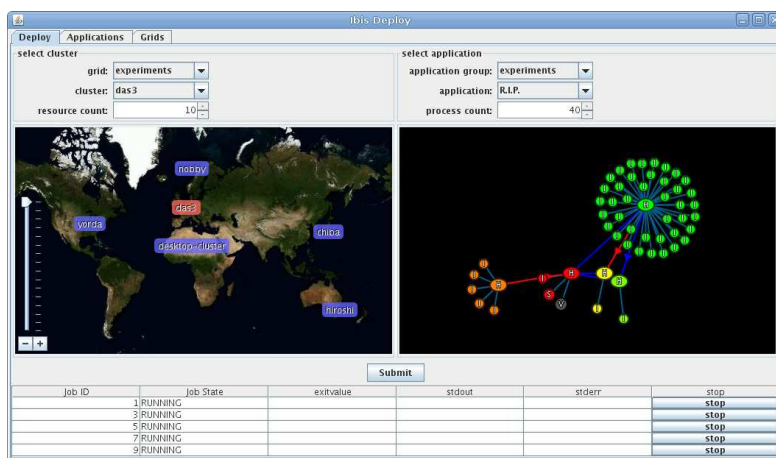 Ibis Deploy
Deploy Applications Grids
select cluster
grid: experiments
cluster: das3
resource count: 10
select application
application group: experiments
application: R.I.P.
process count: 40
nobby
das3
yorda
chiba
desktop-cluster
hiroshi
H
H
H
H
H
I
S
V
Submit
Job ID Job State exitvalue stdout stderr stop
1 RUNNING stop
3 RUNNING stop
5 RUNNING stop
7 RUNNING stop
9 RUNNING stop